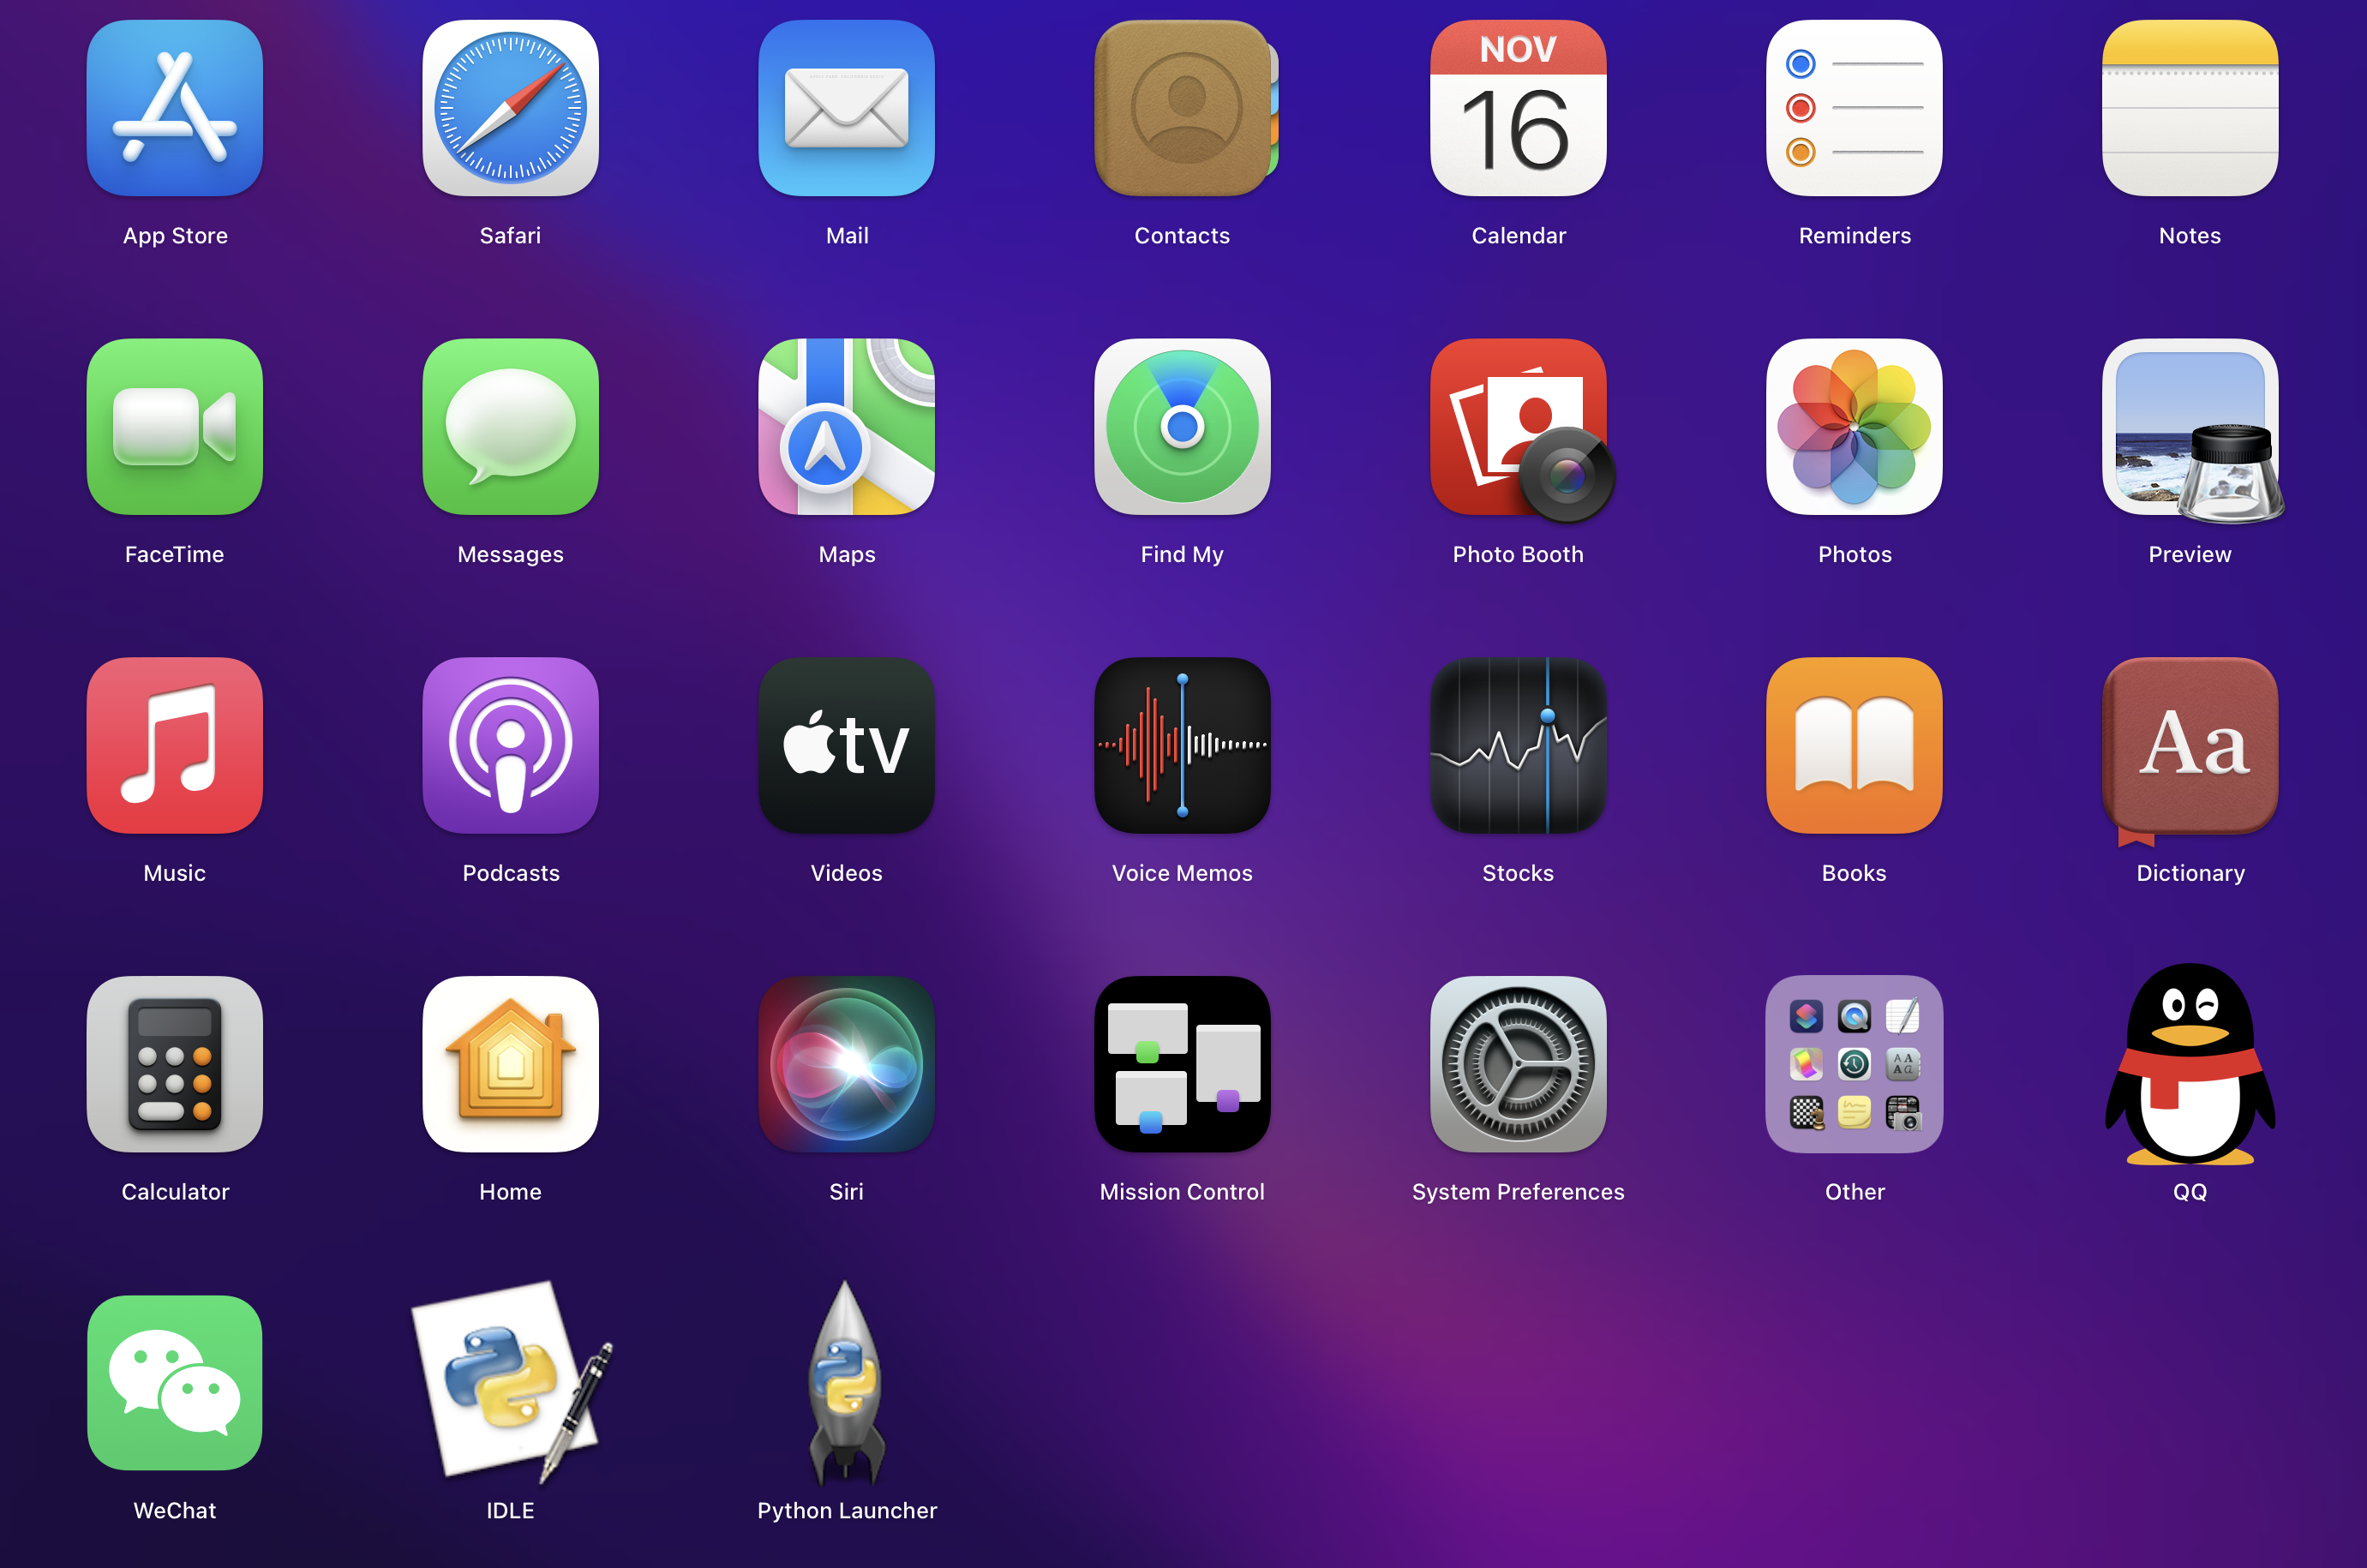 NOV
16
App Store
Safari
Mail
Contacts
Calendar
Reminders
Notes
FaceTime
Messages
Maps
Find My
Photo Booth
Photos
Preview
tv
Aa
Music
Podcasts
Videos
Voice Memos
Stocks
Books
Dictionary
Calculator
Home
Siri
Mission Control
System Preferences
Other
QQ
WeChat
IDLE
Python Launcher